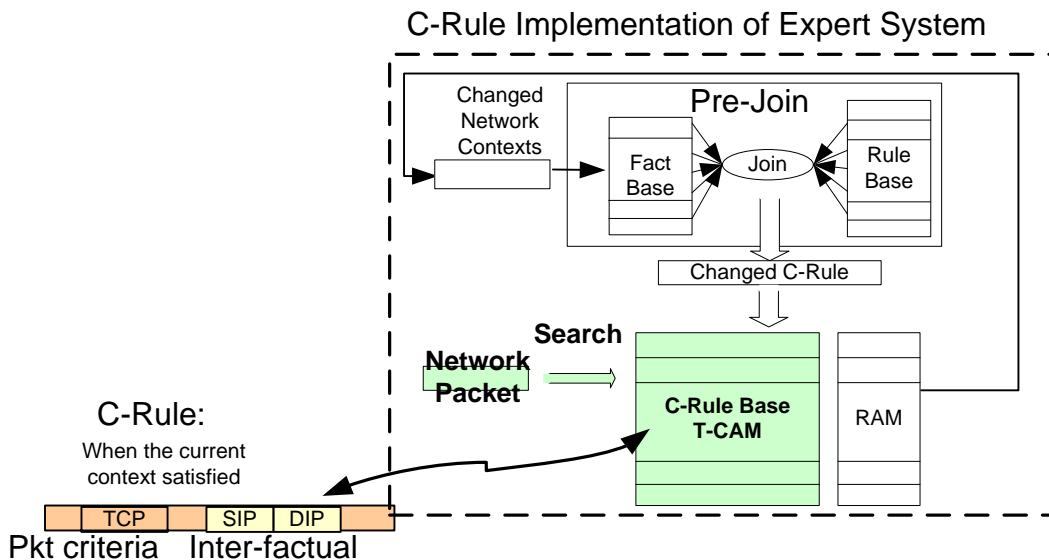 C-Rule Implementation of Expert System
Changed
Network
Contexts
Pre-Join
Fact
Base
Join
Rule
Base
Changed C-Rule
Search
Network
Packet
C-Rule Base
T-CAM
RAM
C-Rule:
When the current
context satisfied
TCP
SIP
DIP
Pkt criteria
Inter-factual